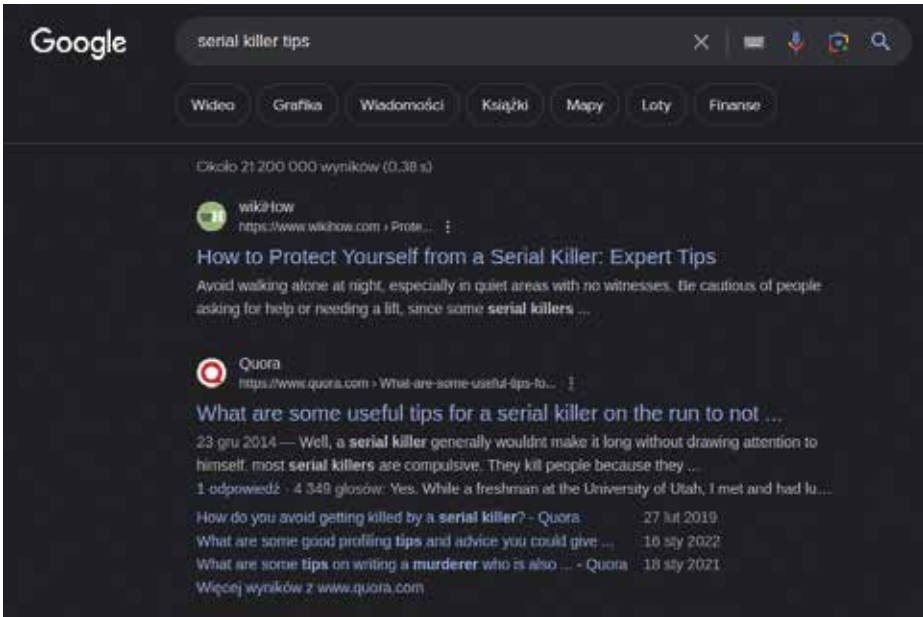 Google
serial killer tips
Wideo Grafika Wiadomości Książki Mapy Loty Finanse
Około 21 200 000 wyników (0,38 s)
wikiHow
https://www.wikihow.com › Prote...
How to Protect Yourself from a Serial Killer: Expert Tips
Avoid walking alone at night, especially in quiet areas with no witnesses. Be cautious of people
asking for help or needing a lift, since some serial killers ...
Quora
https://www.quora.com › What-are-some-useful-tips-fo...
What are some useful tips for a serial killer on the run to not ...
23 gru 2014 — Well, a serial killer generally wouldnt make it long without drawing attention to
himself. most serial killers are compulsive. They kill people because they ...
1 odpowiedź · 4 349 głosów: Yes. While a freshman at the University of Utah, I met and had lu...
How do you avoid getting killed by a serial killer? - Quora 27 lut 2019
What are some good profiling tips and advice you could give ... 16 sty 2022
What are some tips on writing a murderer who is also ... - Quora 18 sty 2021
Więcej wyników z www.quora.com